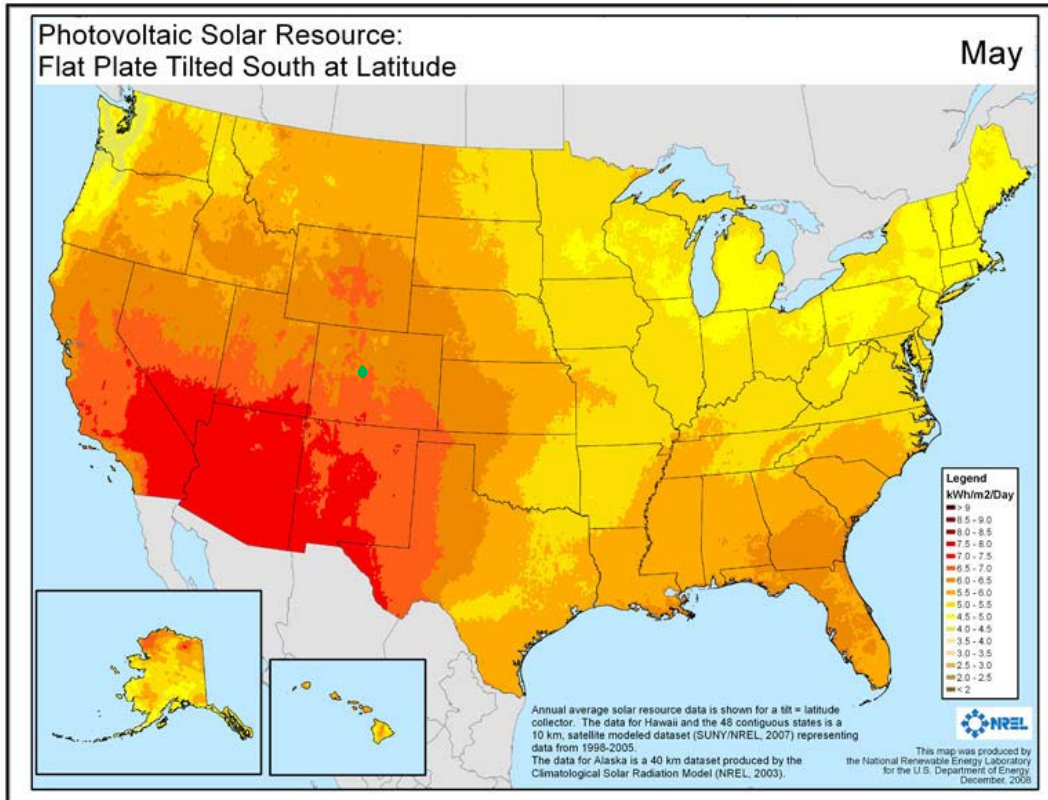 Photovoltaic Solar Resource:
Flat Plate Tilted South at Latitude
May
Legend
kWh/m2/Day
> 9
8.5 - 9.0
8.0 - 8.5
7.5 - 8.0
7.0 - 7.5
6.5 - 7.0
6.0 - 6.5
5.5 - 6.0
5.0 - 5.5
4.5 - 5.0
4.0 - 4.5
3.5 - 4.0
3.0 - 3.5
2.5 - 3.0
2.0 - 2.5
< 2
Annual average solar resource data is shown for a tilt = latitude
collector. The data for Hawaii and the 48 contiguous states is a
10 km, satellite modeled dataset (SUNY/NREL, 2007) representing
data from 1998-2005.
The data for Alaska is a 40 km dataset produced by the
Climatological Solar Radiation Model (NREL, 2003).
NREL
This map was produced by
the National Renewable Energy Laboratory
for the U.S. Department of Energy.
December, 2008